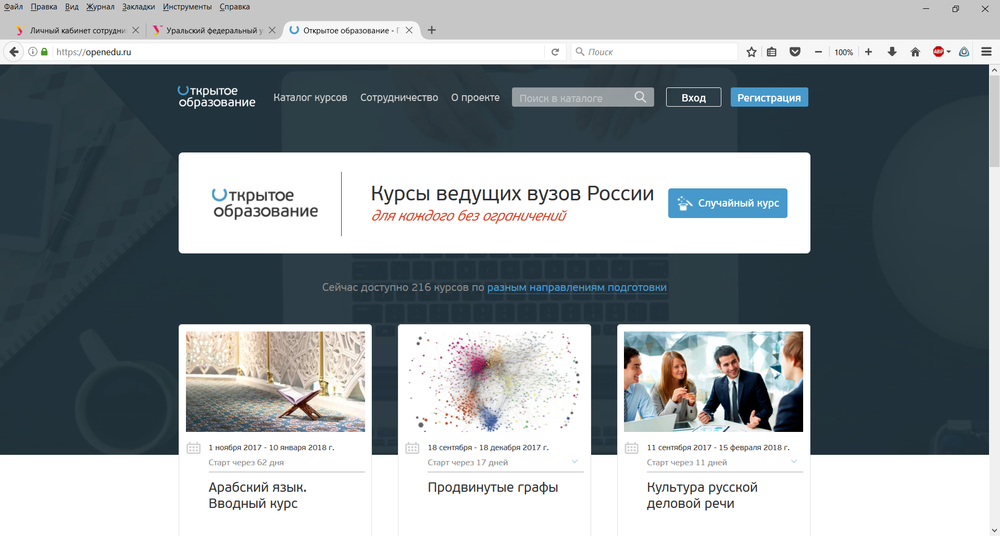 Файл Правка Вид Журнал Закладки Инструменты Справка
Личный кабинет сотрудни
Уральский федеральный у
Открытое образование - Г
https://openedu.ru
Поиск
100%
ABP
Открытое
образование
Каталог курсов
Сотрудничество
О проекте
Поиск в каталоге
Вход
Регистрация
Открытое
образование
Курсы ведущих вузов России
для каждого без ограничений
Случайный курс
Сейчас доступно 216 курсов по разным направлениям подготовки
1 ноября 2017 - 10 января 2018 г.
Старт через 62 дня
Арабский язык.
Вводный курс
18 сентября - 18 декабря 2017 г.
Старт через 17 дней
Продвинутые графы
11 сентября 2017 - 15 февраля 2018 г.
Старт через 11 дней
Культура русской
деловой речи